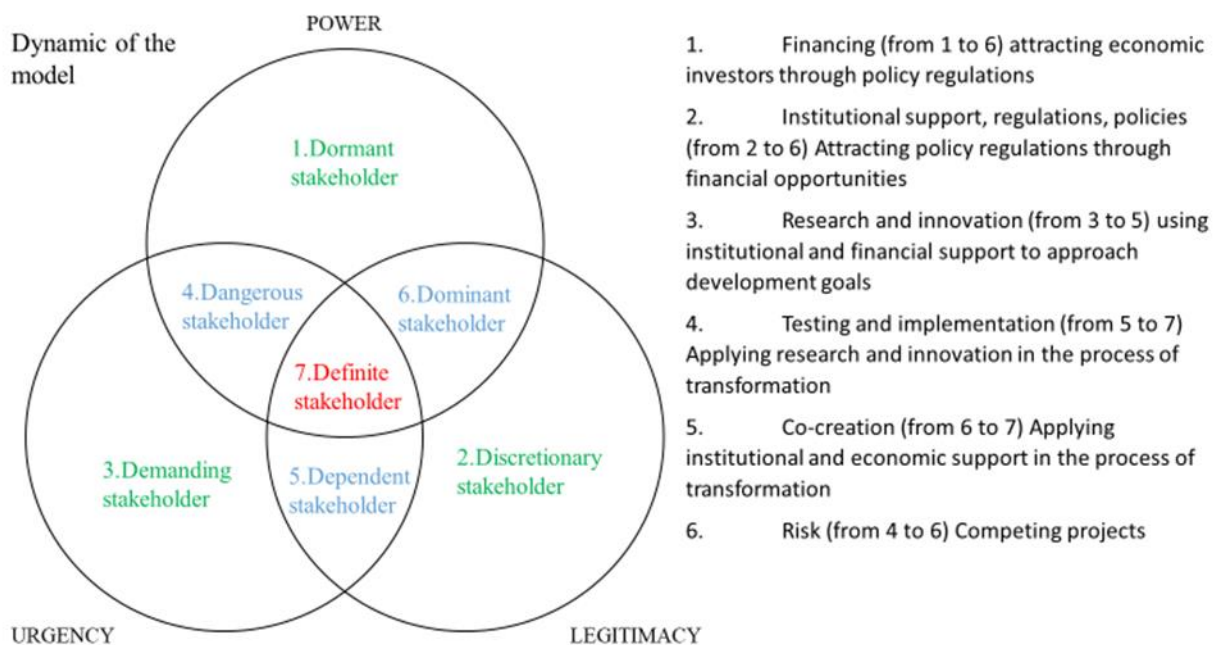 Dynamic of the
model
POWER
1.Dormant
stakeholder
4.Dangerous
stakeholder
6.Dominant
stakeholder
7.Definite
stakeholder
3.Demanding
stakeholder
5.Dependent
stakeholder
2.Discretionary
stakeholder
URGENCY
LEGITIMACY
1. Financing (from 1 to 6) attracting economic
investors through policy regulations
2. Institutional support, regulations, policies
(from 2 to 6) Attracting policy regulations through
financial opportunities
3. Research and innovation (from 3 to 5) using
institutional and financial support to approach
development goals
4. Testing and implementation (from 5 to 7)
Applying research and innovation in the process of
transformation
5. Co-creation (from 6 to 7) Applying
institutional and economic support in the process of
transformation
6. Risk (from 4 to 6) Competing projects